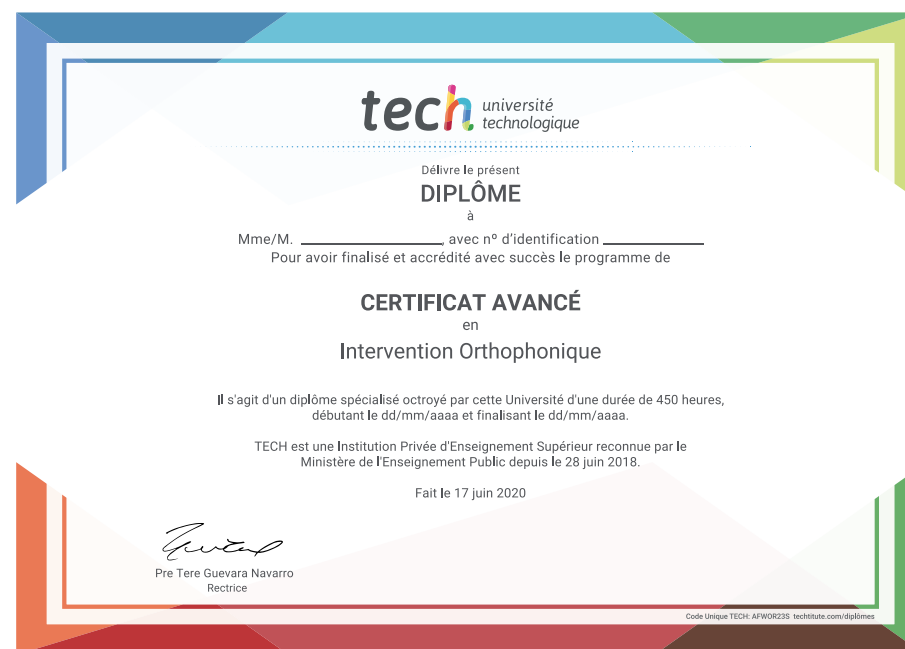 tech université
technologique
Délivre le présent
DIPLÔME
à
Mme/M. ____________________, avec nº d'identification ______________
Pour avoir finalisé et accrédité avec succès le programme de
CERTIFICAT AVANCÉ
en
Intervention Orthophonique
Il s'agit d'un diplôme spécialisé octroyé par cette Université d'une durée de 450 heures,
débutant le dd/mm/aaaa et finalisant le dd/mm/aaaa.
TECH est une Institution Privée d'Enseignement Supérieur reconnue par le
Ministère de l'Enseignement Public depuis le 28 juin 2018.
Fait le 17 juin 2020
Pre Tere Guevara Navarro
Rectrice
Code Unique TECH: AFWOR23S techtitute.com/diplômes